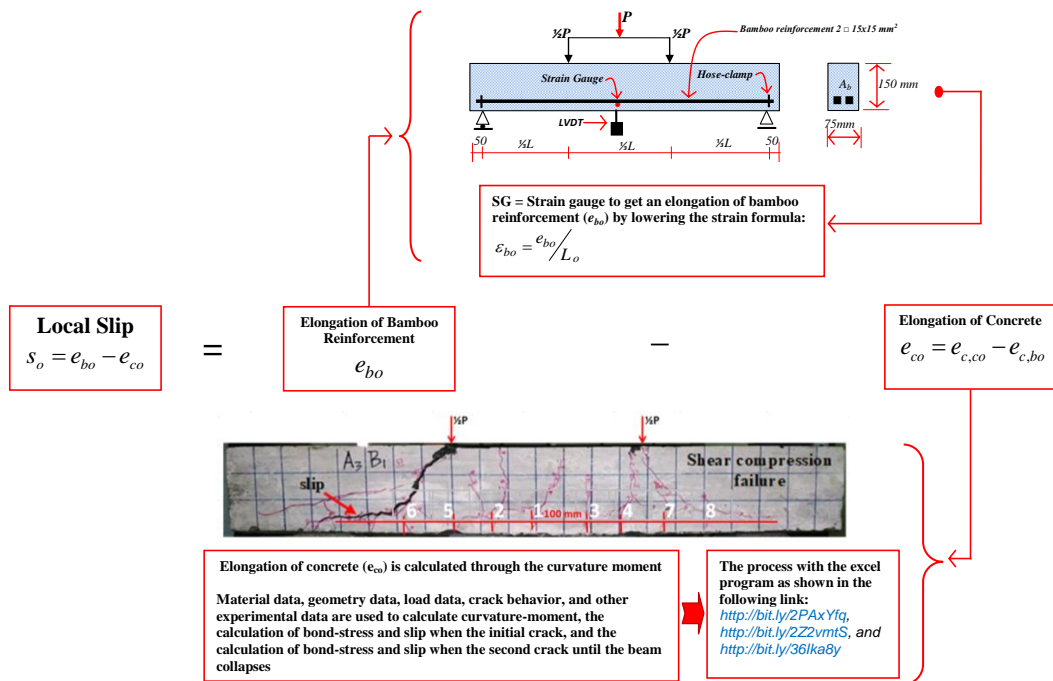 P
½P
½P
Bamboo reinforcement 2 □ 15x15 mm²
Strain Gauge
Hose-clamp
A_b
150 mm
LVDT
75mm
50
⅓L
⅓L
⅓L
50
SG = Strain gauge to get an elongation of bamboo
reinforcement (e_bo) by lowering the strain formula:
ε_bo = e_bo/L_o
Local Slip
s_o = e_bo − e_co
=
Elongation of Bamboo
Reinforcement
e_bo
−
Elongation of Concrete
e_co = e_c,co − e_c,bo
½P
½P
A3 B1
Shear compression
failure
slip
6 5 2 1 100 mm 3 4 7 8
Elongation of concrete (e_co) is calculated through the curvature moment
Material data, geometry data, load data, crack behavior, and other
experimental data are used to calculate curvature-moment, the
calculation of bond-stress and slip when the initial crack, and the
calculation of bond-stress and slip when the second crack until the beam
collapses
The process with the excel
program as shown in the
following link:
http://bit.ly/2PAxYfq,
http://bit.ly/2Z2vmtS, and
http://bit.ly/36Ika8y